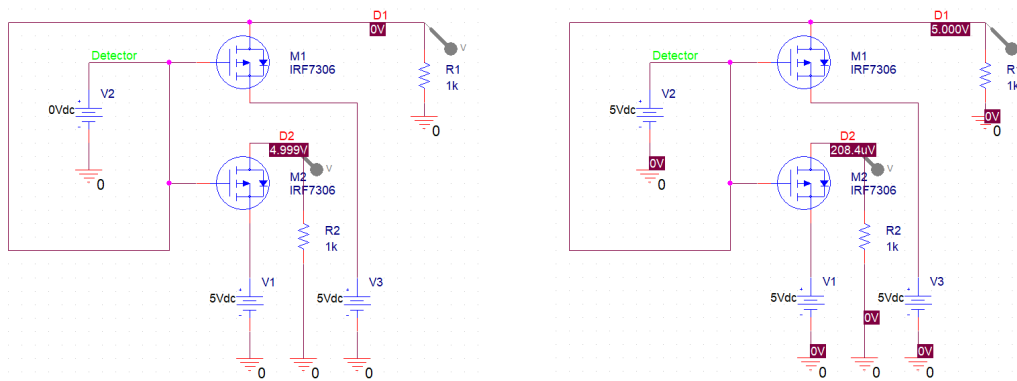 D1
0V
V
Detector
M1
IRF7306
R1
1k
0Vdc
V2
0
0
D2
4.999V
V
M2
IRF7306
R2
1k
V1
5Vdc
V3
5Vdc
0
0
0
D1
5.000V
V
Detector
M1
IRF7306
R1
1k
5Vdc
V2
0V
0
0V
0
D2
208.4uV
V
M2
IRF7306
R2
1k
V1
5Vdc
V3
5Vdc
0V
0V
0V
0
0
0